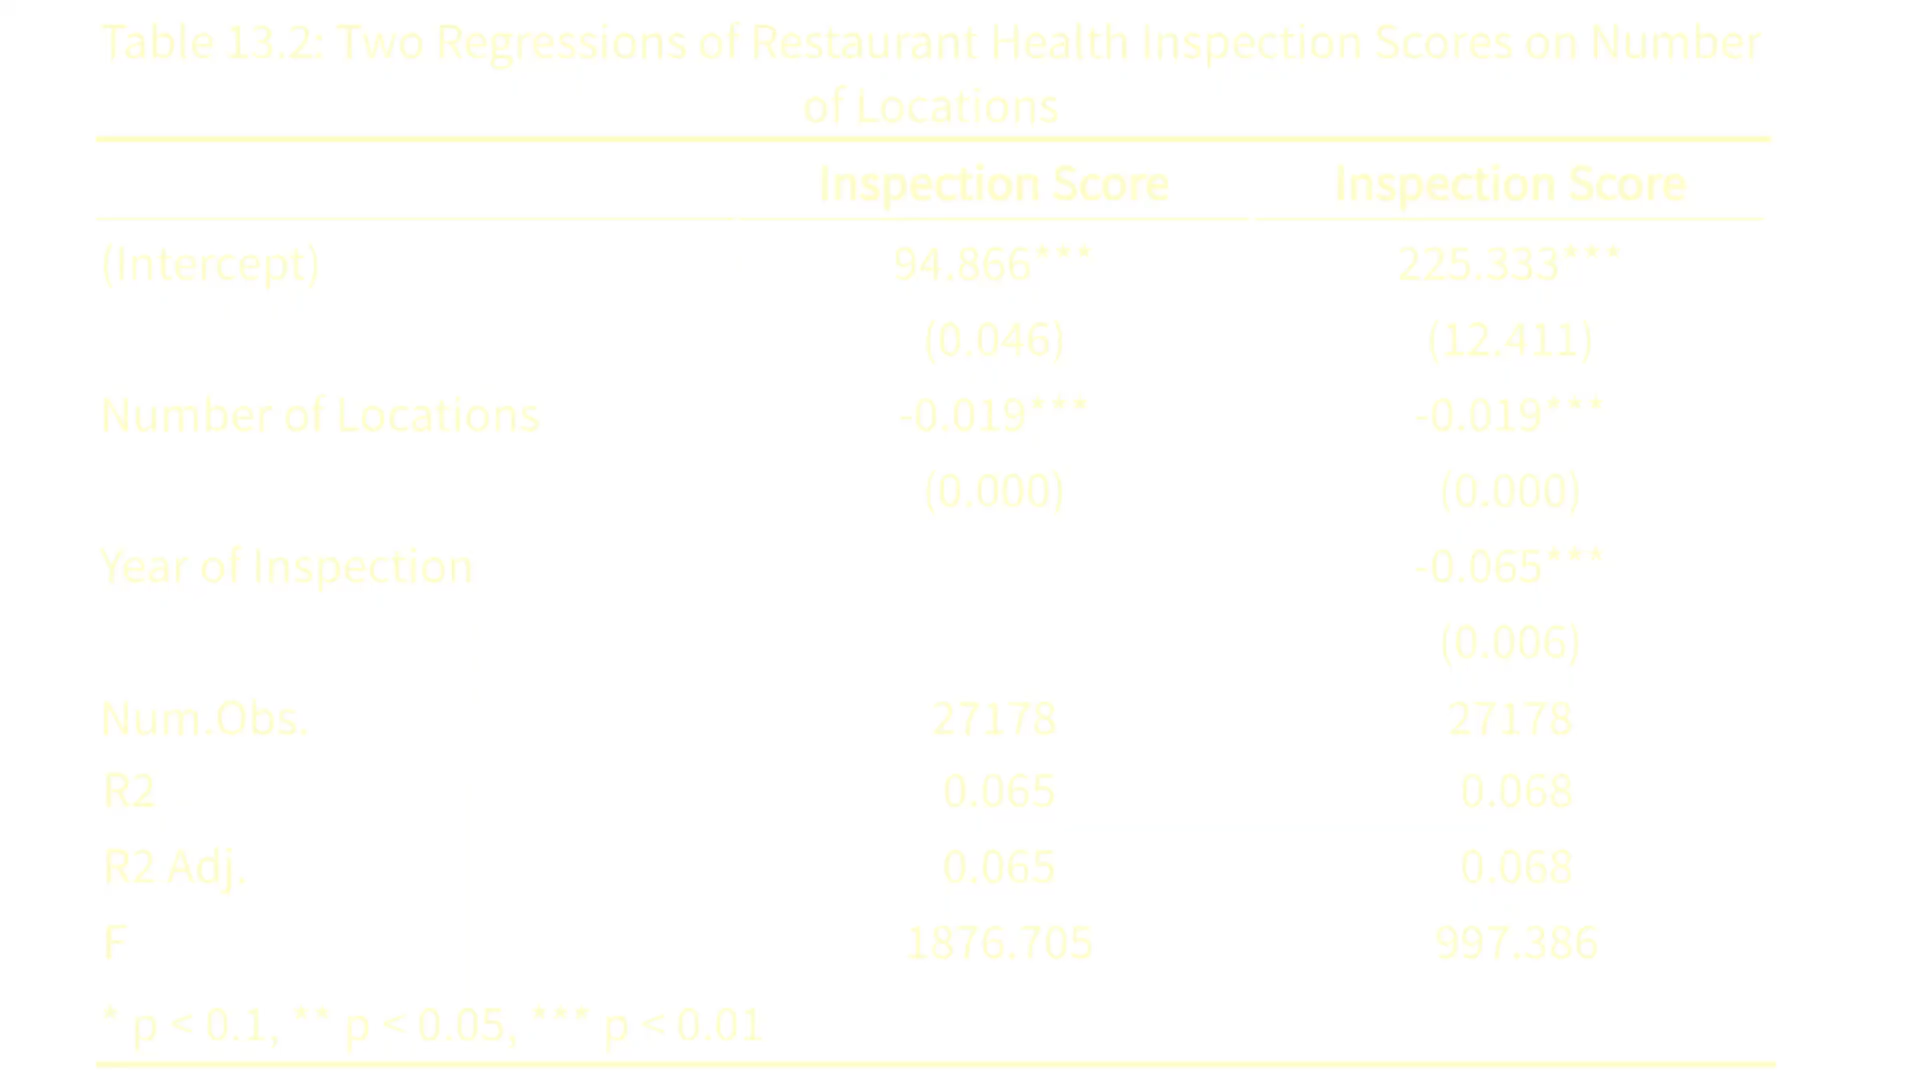 Table 13.2: Two Regressions of Restaurant Health Inspection Scores on Number
of Locations
Inspection Score Inspection Score
(Intercept) 94.866*** 225.333***
(0.046) (12.411)
Number of Locations -0.019*** -0.019***
(0.000) (0.000)
Year of Inspection -0.065***
(0.006)
Num.Obs. 27178 27178
R2 0.065 0.068
R2 Adj. 0.065 0.068
F 1876.705 997.386
* p < 0.1, ** p < 0.05, *** p < 0.01